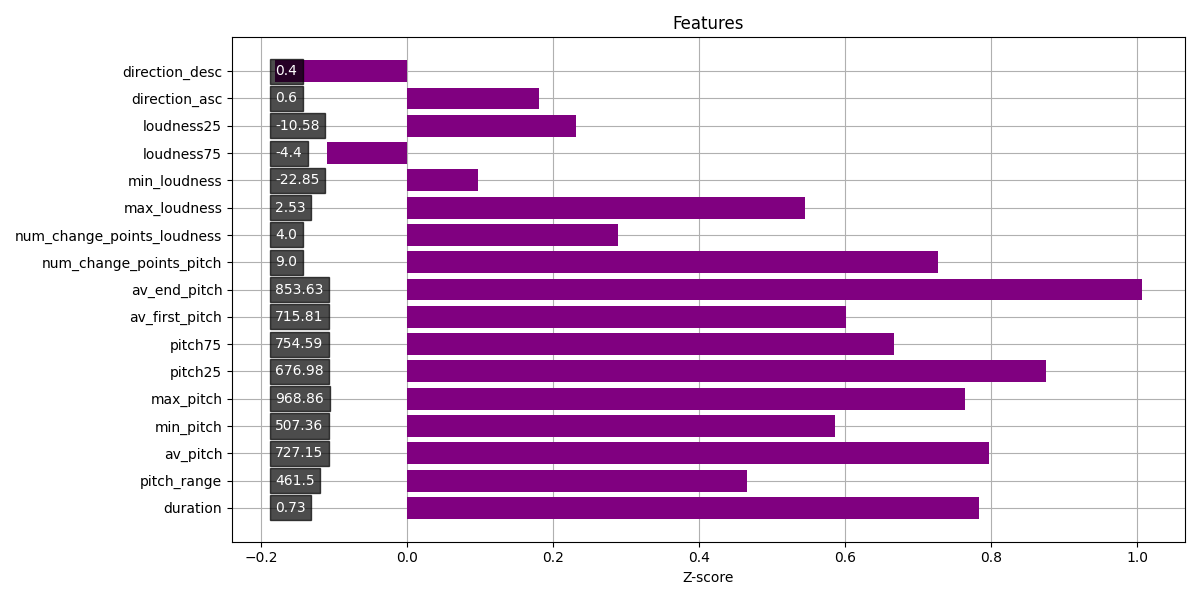 Features
direction_desc 0.4
direction_asc 0.6
loudness25 -10.58
loudness75 -4.4
min_loudness -22.85
max_loudness 2.53
num_change_points_loudness 4.0
num_change_points_pitch 9.0
av_end_pitch 853.63
av_first_pitch 715.81
pitch75 754.59
pitch25 676.98
max_pitch 968.86
min_pitch 507.36
av_pitch 727.15
pitch_range 461.5
duration 0.73
−0.2 0.0 0.2 0.4 0.6 0.8 1.0
Z-score